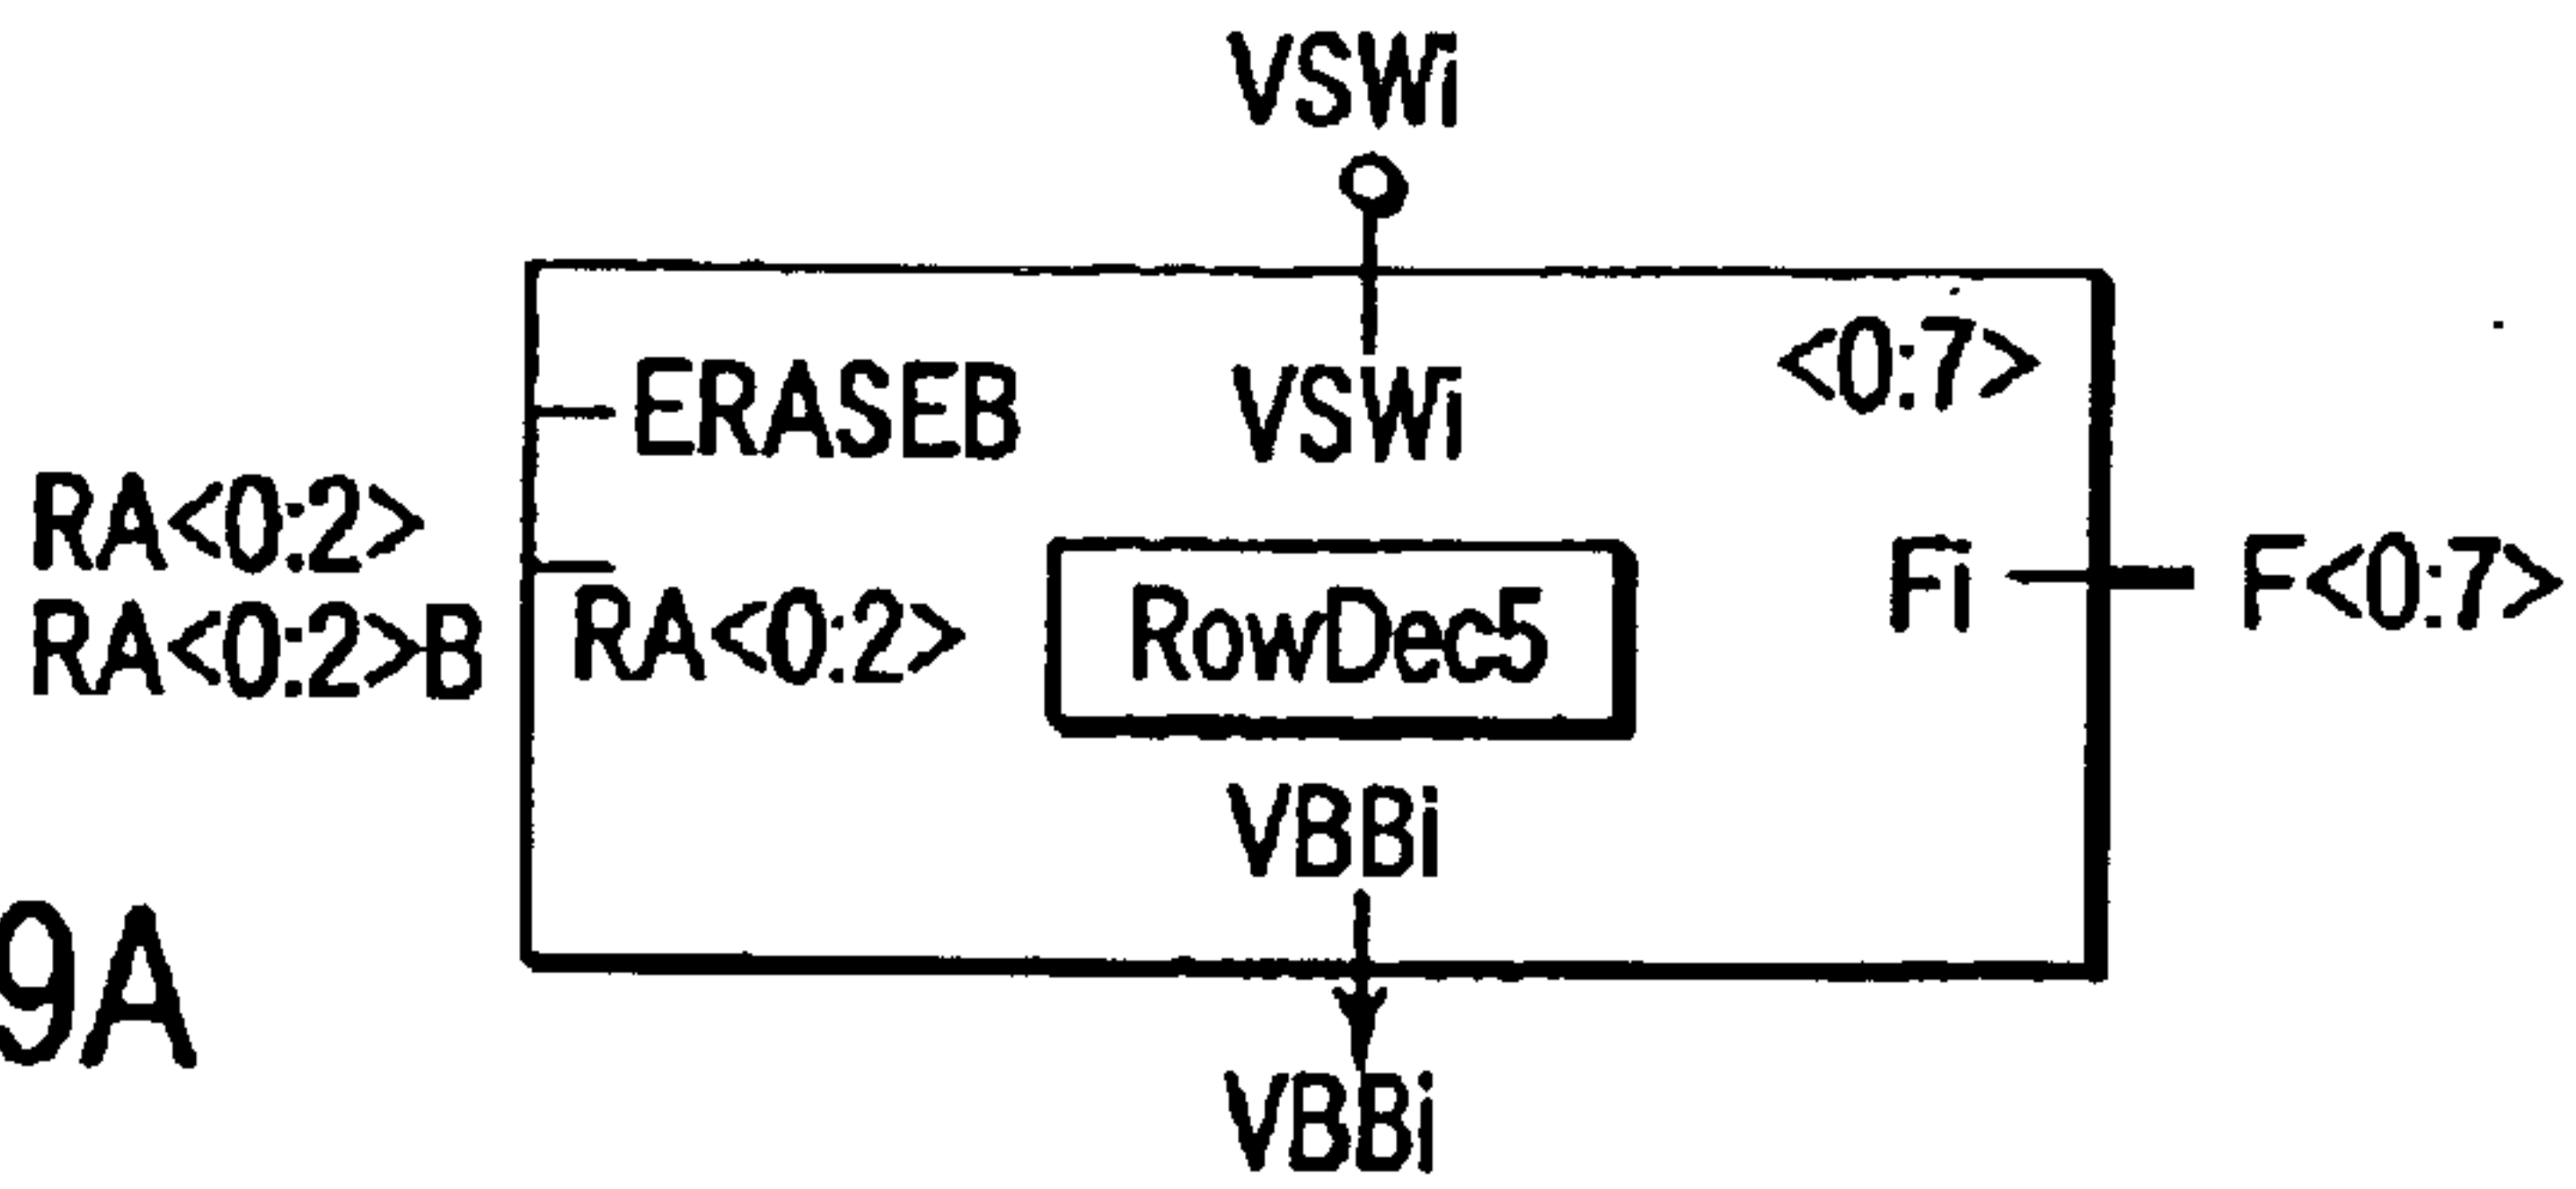 VSWi
ERASEB
VSWi
<0:7>
RA<0:2>
RA<0:2>B
RA<0:2>
RowDec5
Fi
F<0:7>
VBBi
9A
VBBi